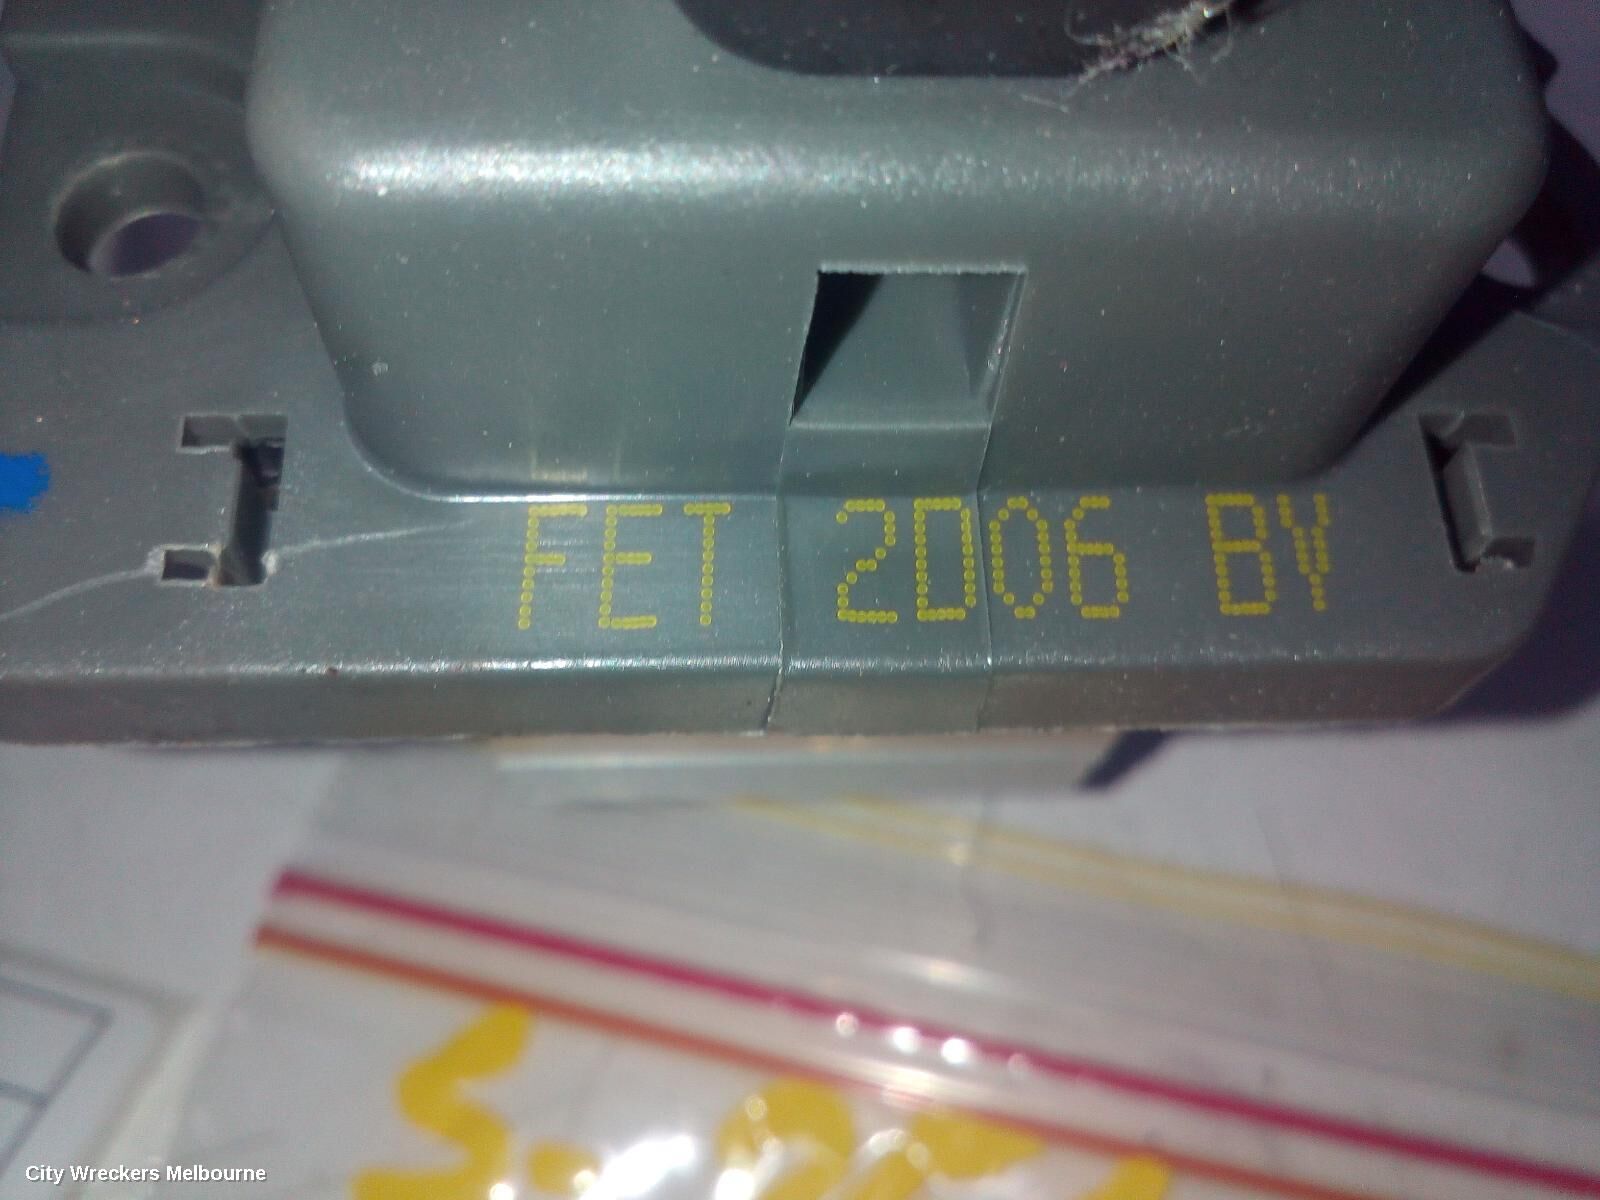 FET 2D06 BY
City Wreckers Melbourne